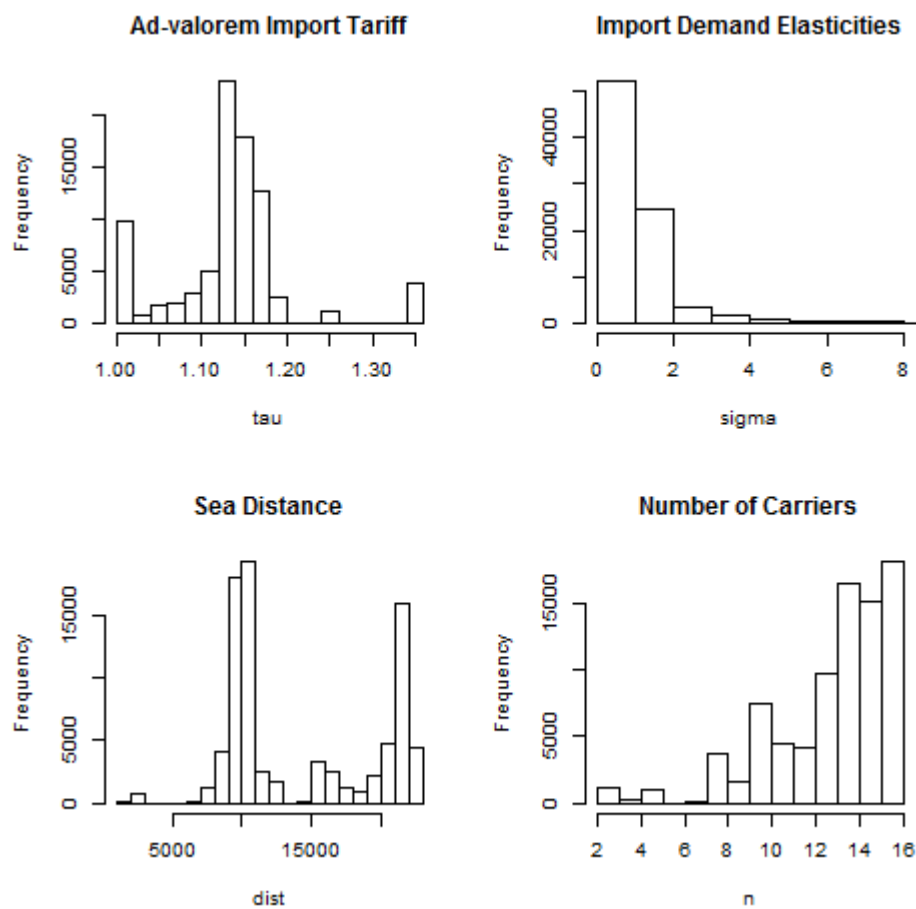 Ad-valorem Import Tariff
Frequency
15000
5000
0
1.00 1.10 1.20 1.30
tau
Import Demand Elasticities
Frequency
40000
20000
0
0 2 4 6 8
sigma
Sea Distance
Frequency
15000
5000
0
5000 15000
dist
Number of Carriers
Frequency
15000
5000
0
2 4 6 8 10 12 14 16
n